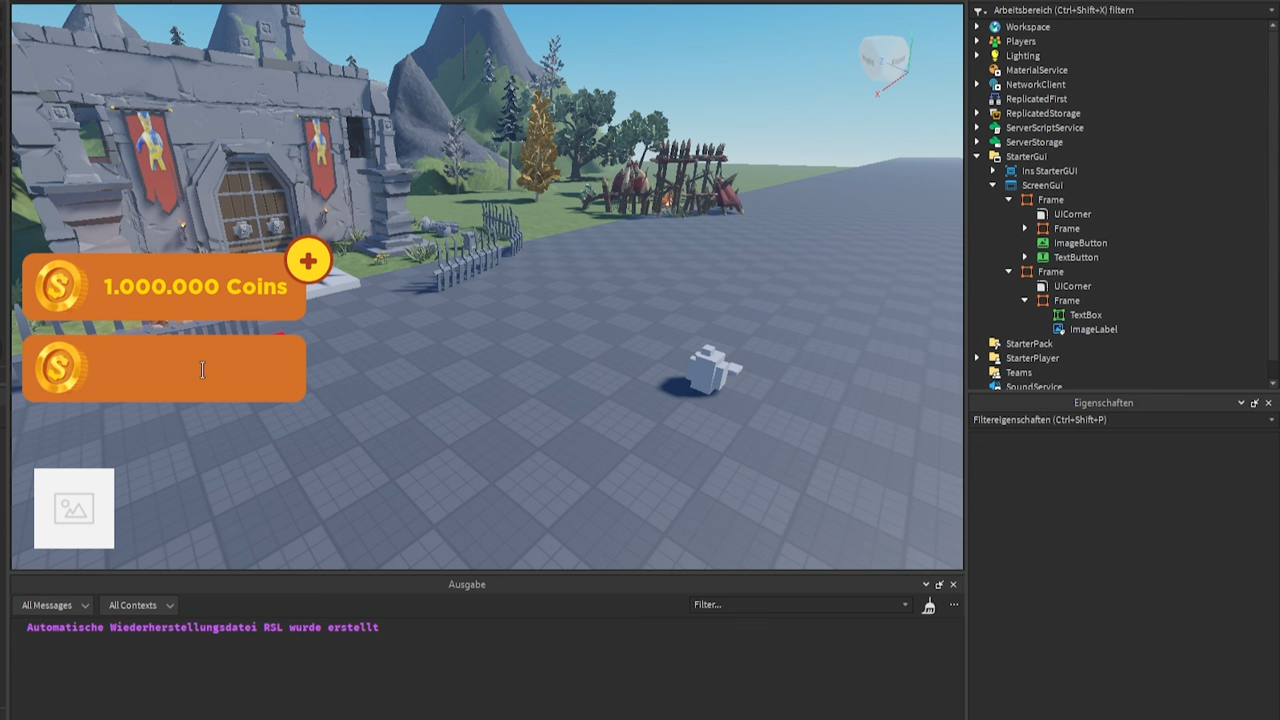 Arbeitsbereich (Ctrl+Shift+X) filtern
Workspace
Players
Lighting
MaterialService
NetworkClient
ReplicatedFirst
ReplicatedStorage
ServerScriptService
ServerStorage
StarterGui
Ins StarterGUI
ScreenGui
Frame
UICorner
Frame
ImageButton
TextButton
Frame
UICorner
Frame
TextBox
ImageLabel
StarterPack
StarterPlayer
Teams
SoundService
Eigenschaften
Filtereigenschaften (Ctrl+Shift+P)
Z
X
+
S 1.000.000 Coins
S
Ausgabe
All Messages All Contexts Filter...
Automatische Wiederherstellungsdatei RSL wurde erstellt